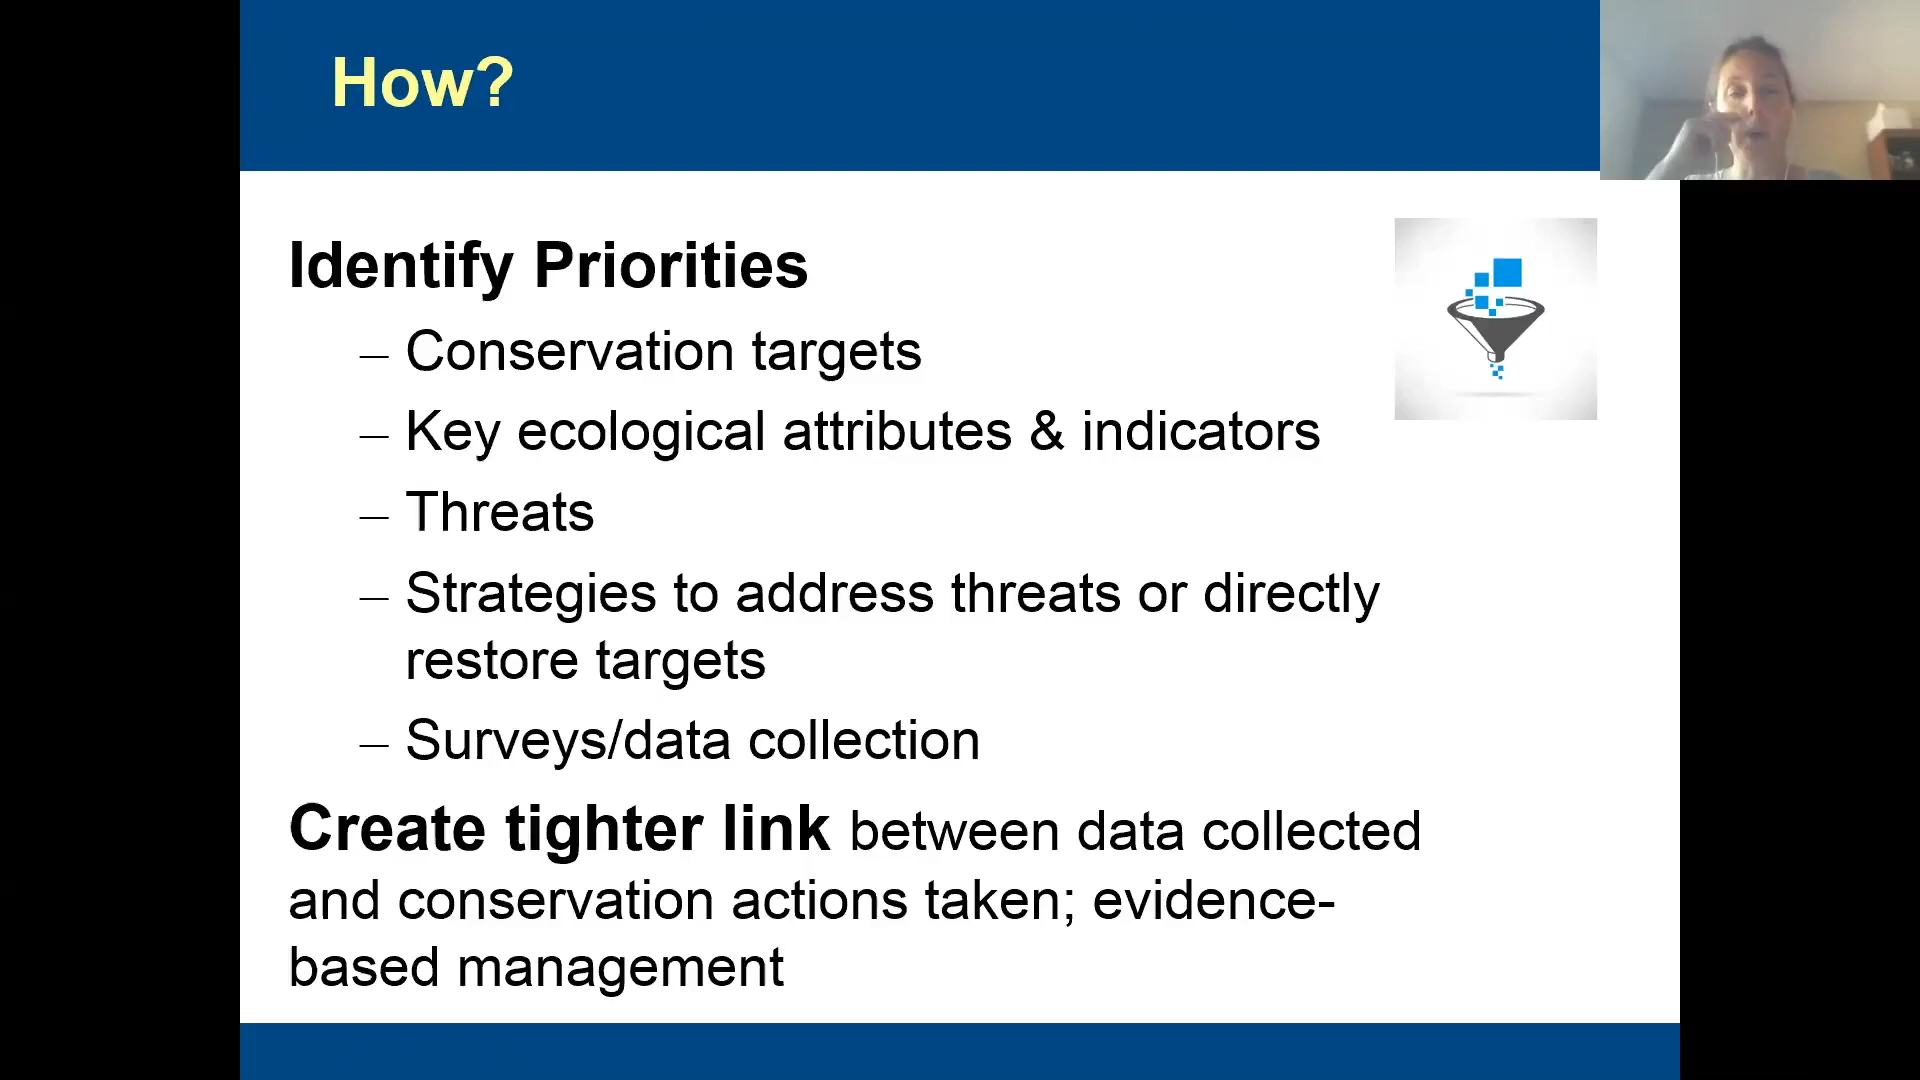 How?
Identify Priorities
– Conservation targets
– Key ecological attributes & indicators
– Threats
– Strategies to address threats or directly
restore targets
– Surveys/data collection
Create tighter link between data collected
and conservation actions taken; evidence-
based management